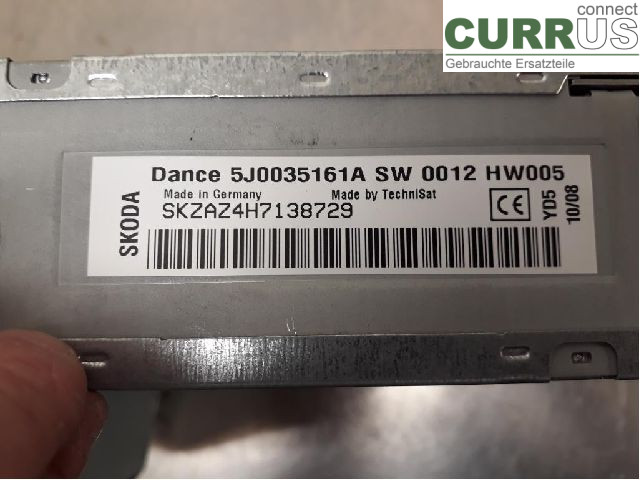 connect
CURRUS
Gebrauchte Ersatzteile
Dance 5J0035161A SW 0012 HW005
Made in Germany Made by TechniSat
SKZAZ4H7138729
SKODA
CE
YD5
10/08